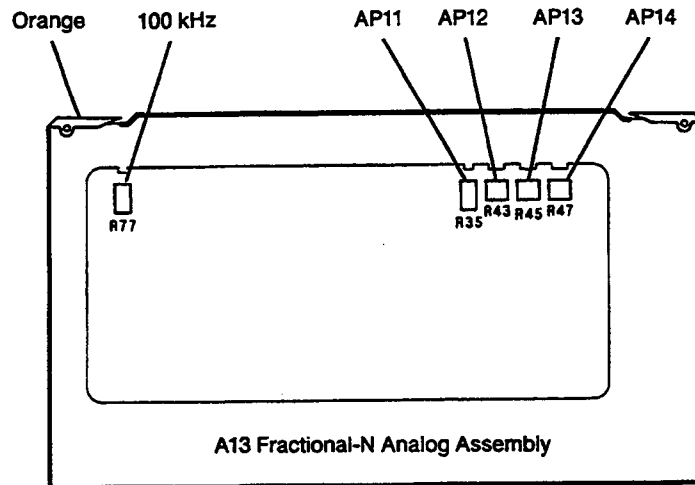 Orange 100 kHz AP11 AP12 AP13 AP14
R77 R35 R43 R45 R47
A13 Fractional-N Analog Assembly